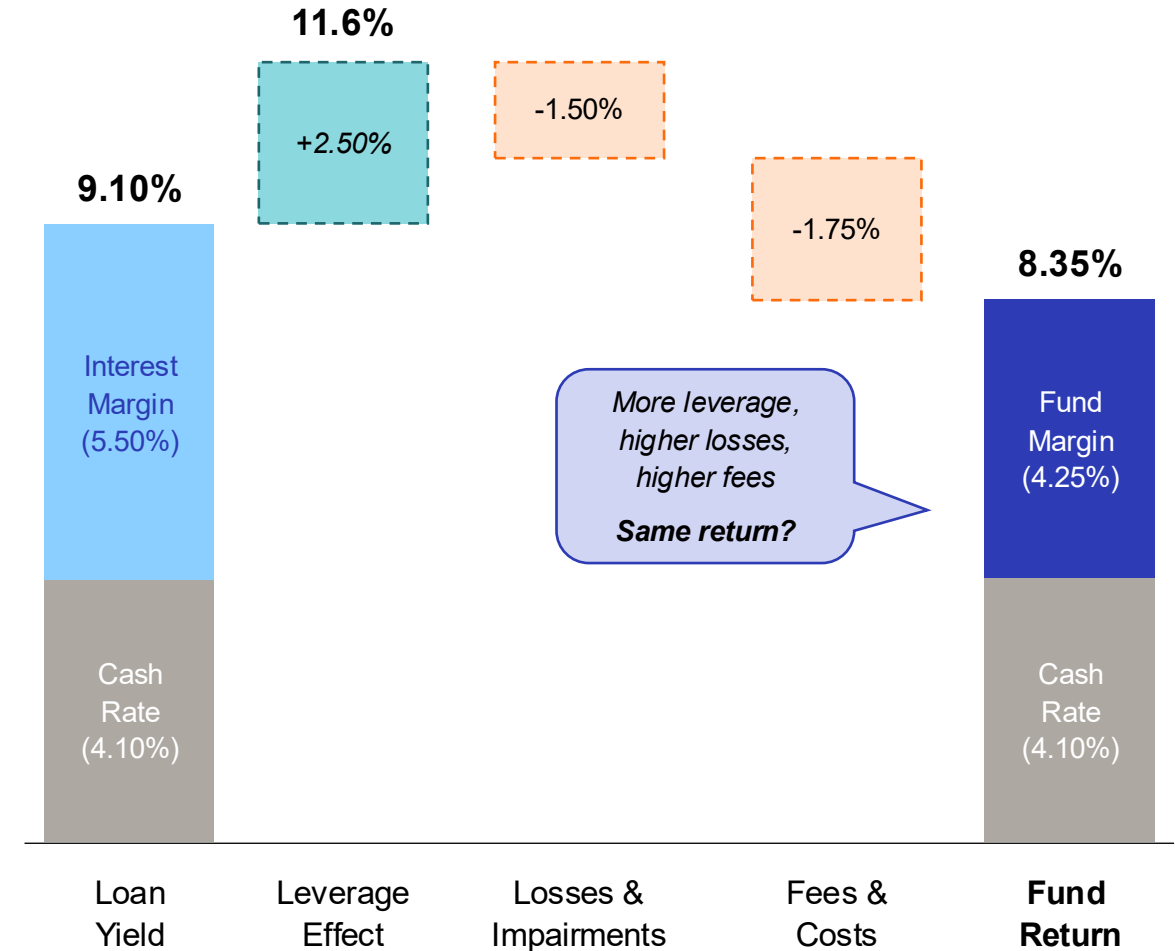 11.6%
+2.50%
-1.50%
9.10%
-1.75%
8.35%
Interest
Margin
(5.50%)
More leverage,
higher losses,
higher fees
Same return?
Fund
Margin
(4.25%)
Cash
Rate
(4.10%)
Cash
Rate
(4.10%)
Loan
Yield
Leverage
Effect
Losses &
Impairments
Fees &
Costs
Fund
Return